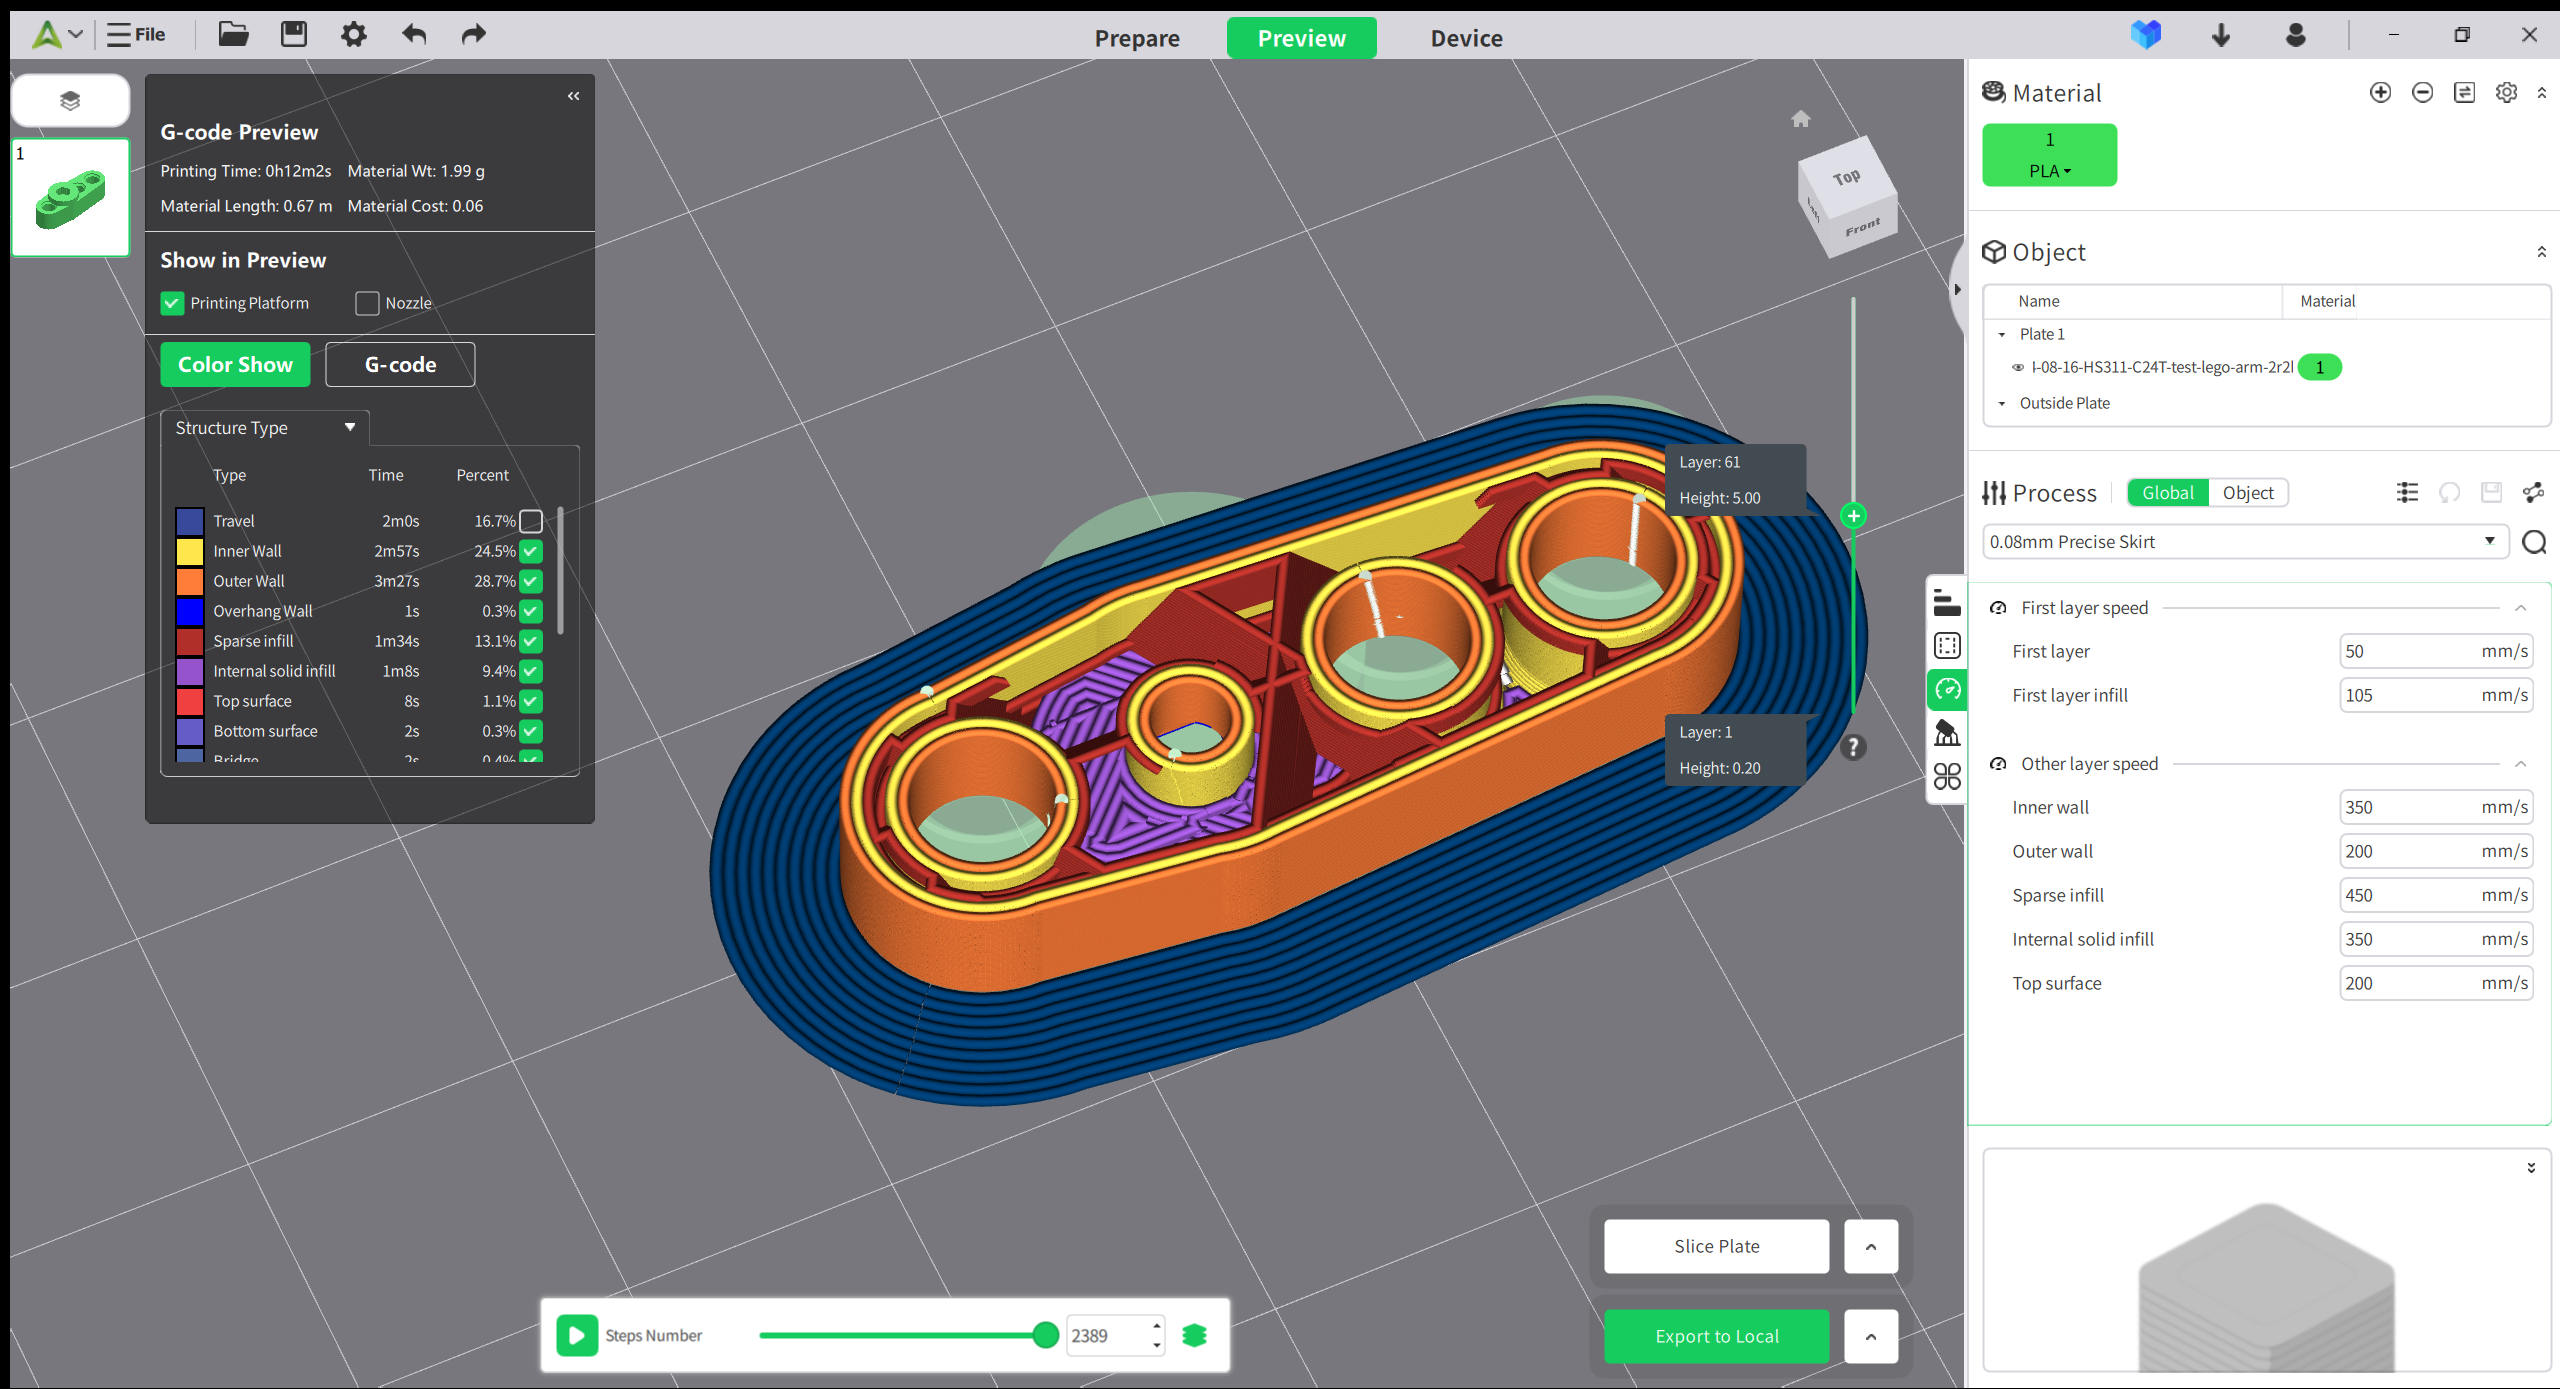 File
Prepare
Preview
Device
1
G-code Preview
Printing Time: 0h12m2s Material Wt: 1.99 g
Material Length: 0.67 m Material Cost: 0.06
Show in Preview
Printing Platform Nozzle
Color Show G-code
Structure Type
Type Time Percent
Travel 2m0s 16.7%
Inner Wall 2m57s 24.5%
Outer Wall 3m27s 28.7%
Overhang Wall 1s 0.3%
Sparse infill 1m34s 13.1%
Internal solid infill 1m8s 9.4%
Top surface 8s 1.1%
Bottom surface 2s 0.3%
Bridge 2s 0.4%
Top
Left
Front
Layer: 61
Height: 5.00
Layer: 1
Height: 0.20
?
Steps Number 2389
Slice Plate
Export to Local
Material
1
PLA
Object
Name Material
Plate 1
l-08-16-HS311-C24T-test-lego-arm-2r2l 1
Outside Plate
Process Global Object
0.08mm Precise Skirt
First layer speed
First layer 50 mm/s
First layer infill 105 mm/s
Other layer speed
Inner wall 350 mm/s
Outer wall 200 mm/s
Sparse infill 450 mm/s
Internal solid infill 350 mm/s
Top surface 200 mm/s